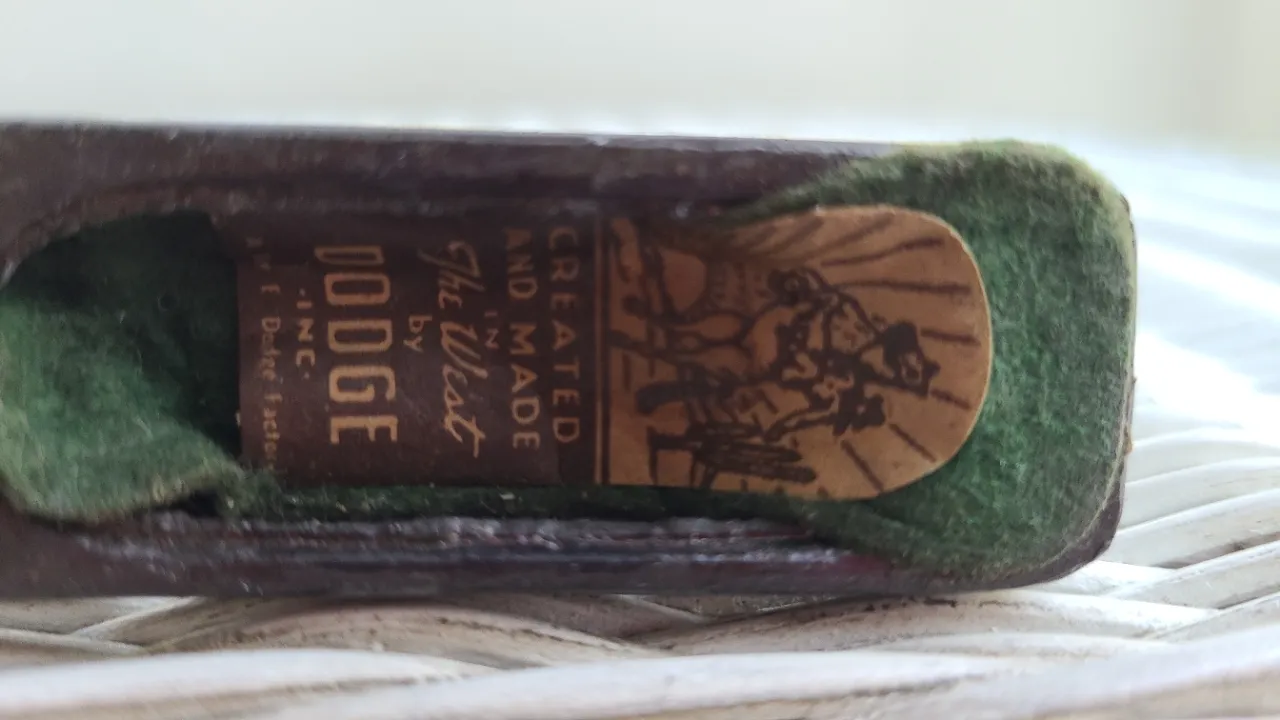 CREATED
AND MADE
IN
The West
by
DODGE
·INC·